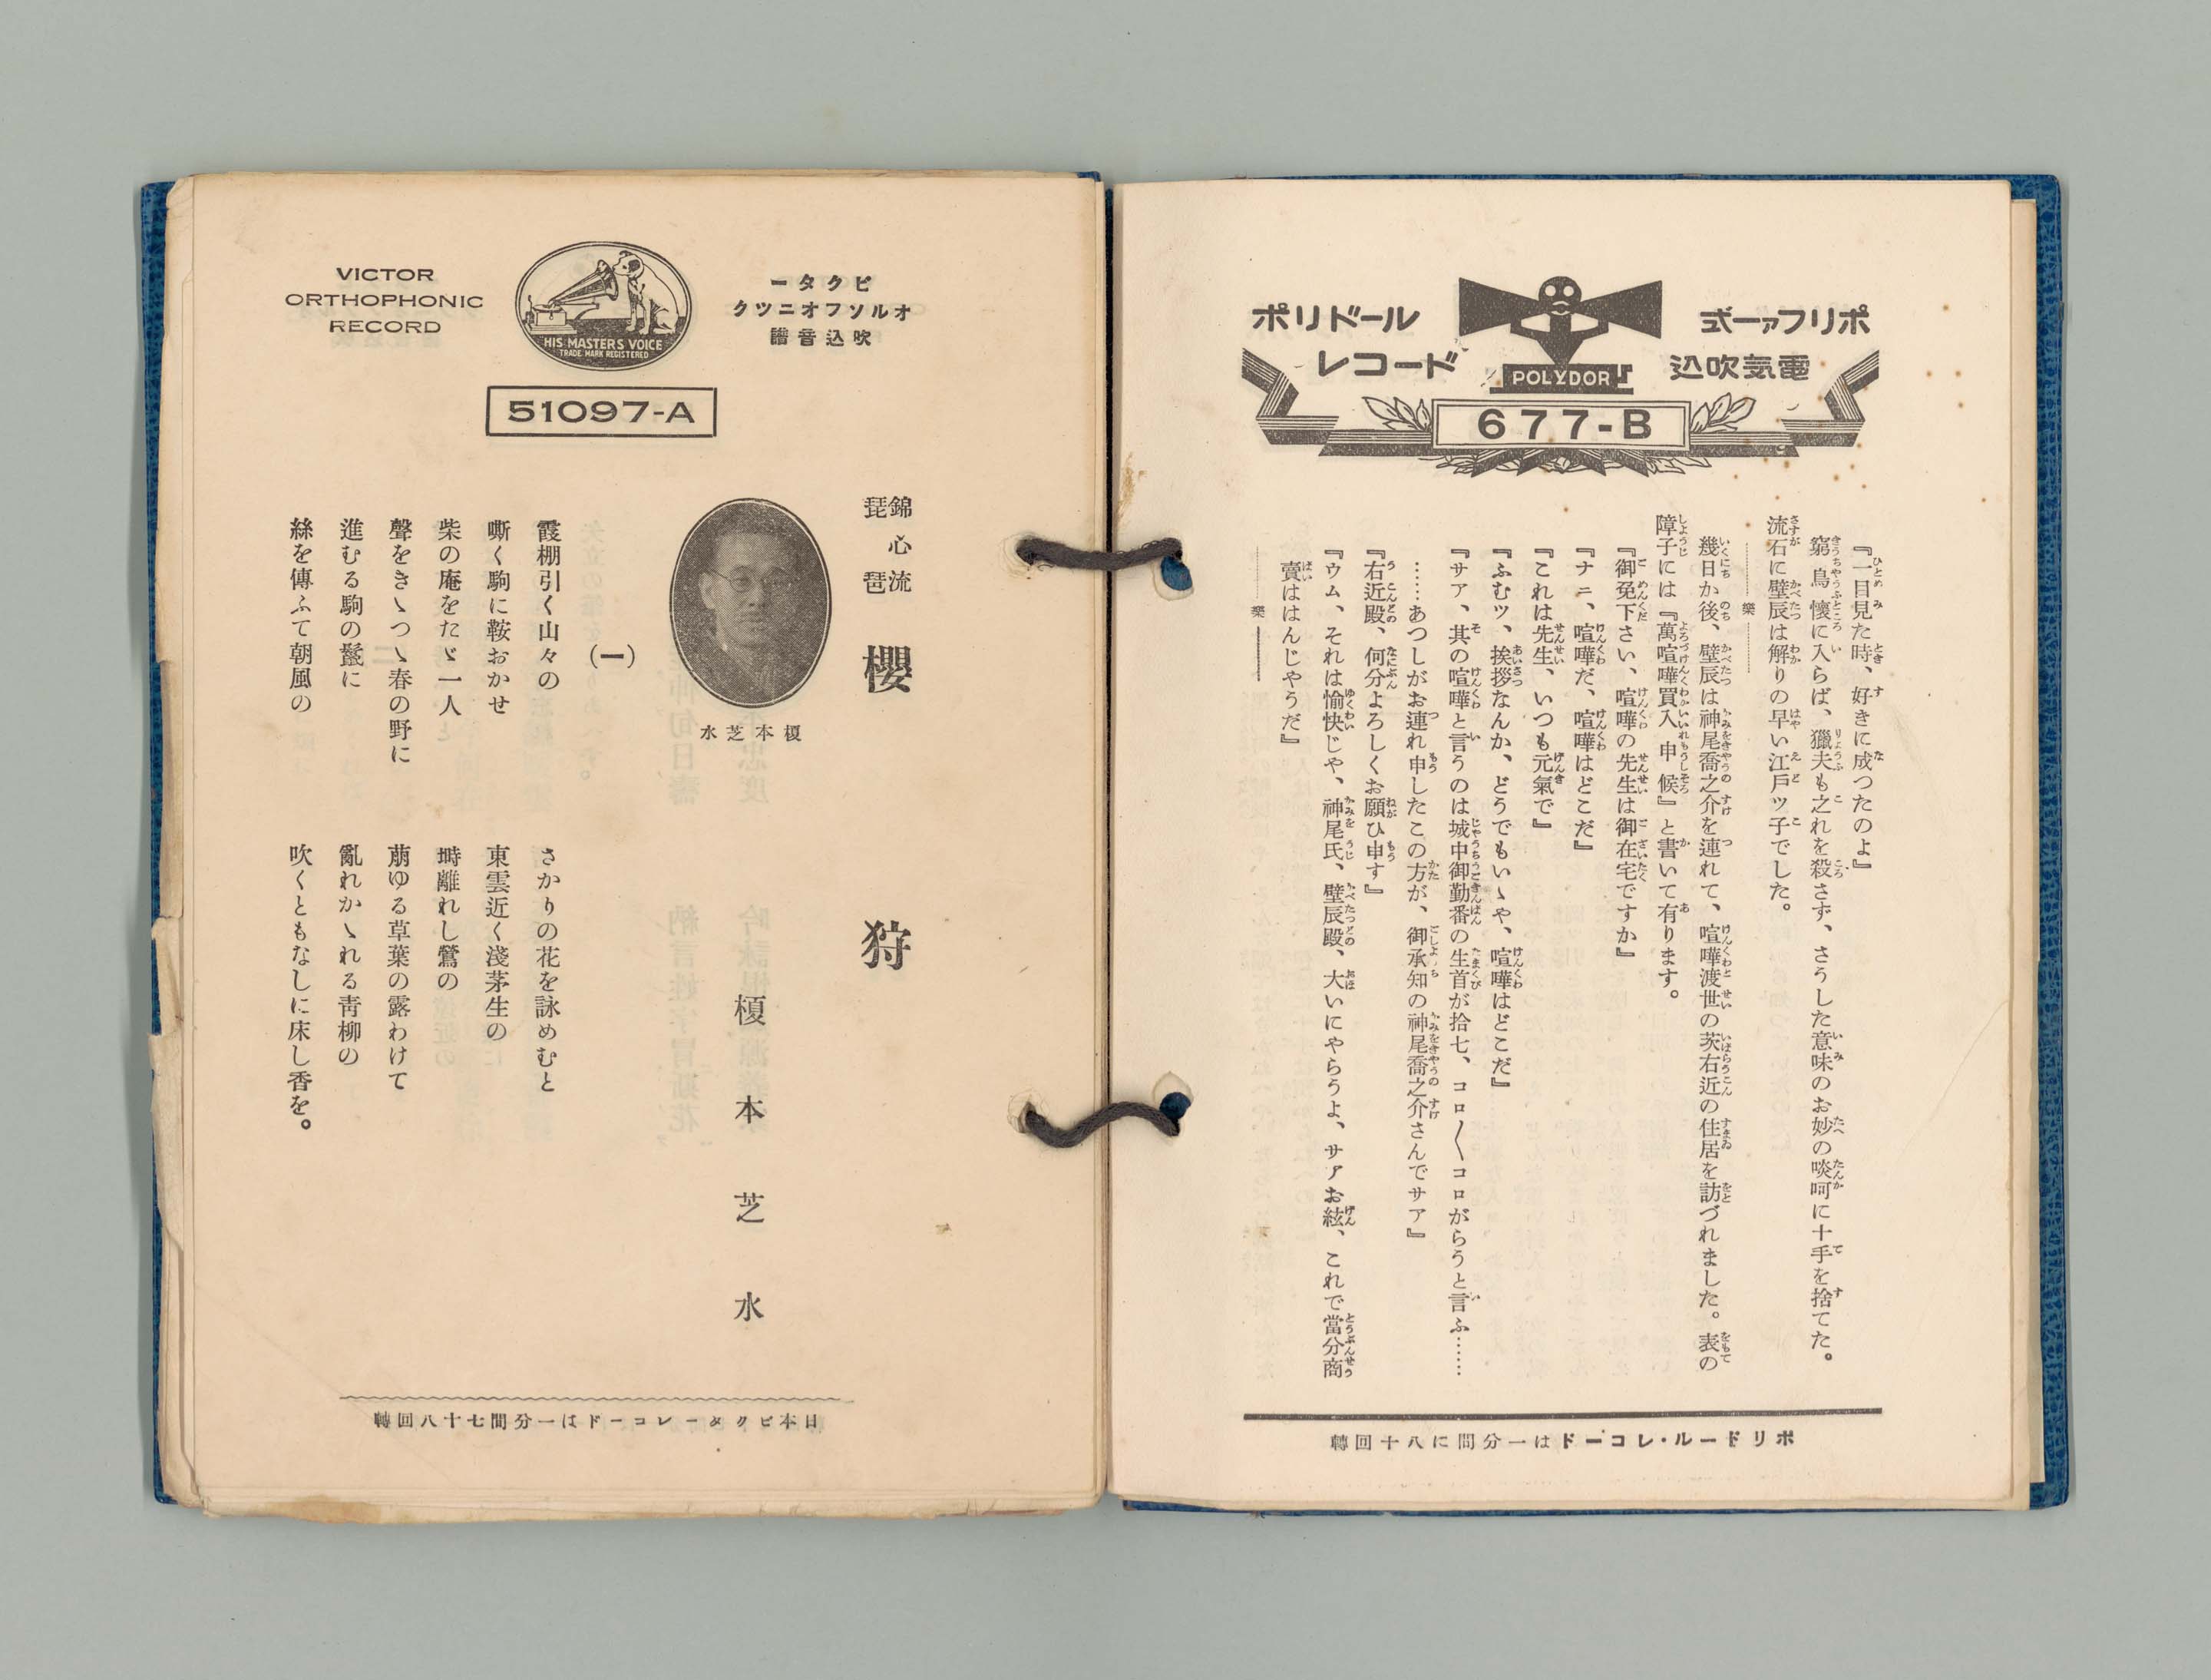 ポリファー式
電気吹込
ポリドール
レコード
POLYDOR
677-B
『一目見た時、好きに成つたのよ』
窮鳥懷に入らば、獵夫も之れを殺さず、さうした意味のお妙の啖呵に十手を捨てた。
流石に壁辰は解りの早い江戸ツ子でした。
樂
幾日か後、壁辰は神尾喬之介を連れて、喧嘩渡世の茨右近の住居を訪づれました。表の
障子には『萬喧嘩買入申候』と書いて有ります。
『御免下さい、喧嘩の先生は御在宅ですか』
『ナニ、喧嘩だ、喧嘩はどこだ』
『これは先生、いつも元氣で』
『ふむツ、挨拶なんか、どうでもいゝや、喧嘩はどこだ』
『サア、其の喧嘩と言うのは城中御勤番の生首が拾七、コロ〱コロがらうと言ふ……
……あつしがお連れ申したこの方が、御承知の神尾喬之介さんでサア』
『右近殿、何分よろしくお願ひ申す』
『ウム、それは愉快じや、神尾氏、壁辰殿、大いにやらうよ、サアお絃、これで當分商
賣ははんじやうだ』
樂
ポリドール・レコードは一分間に八十回轉
ビクター
オルソフオニツク
吹込音譜
HIS MASTERS VOICE
TRADE MARK REGISTERED
VICTOR
ORTHOPHONIC
RECORD
51097-A
錦心流
琵琶
櫻狩
榎本芝水
榎本芝水
(一)
霞棚引く山々の
さかりの花を詠めむと
嘶く駒に鞍おかせ
東雲近く淺茅生の
柴の庵をたゞ一人
塒離れし鶯の
聲をきゝつゝ春の野に
萠ゆる草葉の露わけて
進むる駒の鬣に
亂れかゝれる靑柳の
絲を傳ふて朝風の
吹くともなしに床し香を。
日本ビクターレコードは一分間七十八回轉